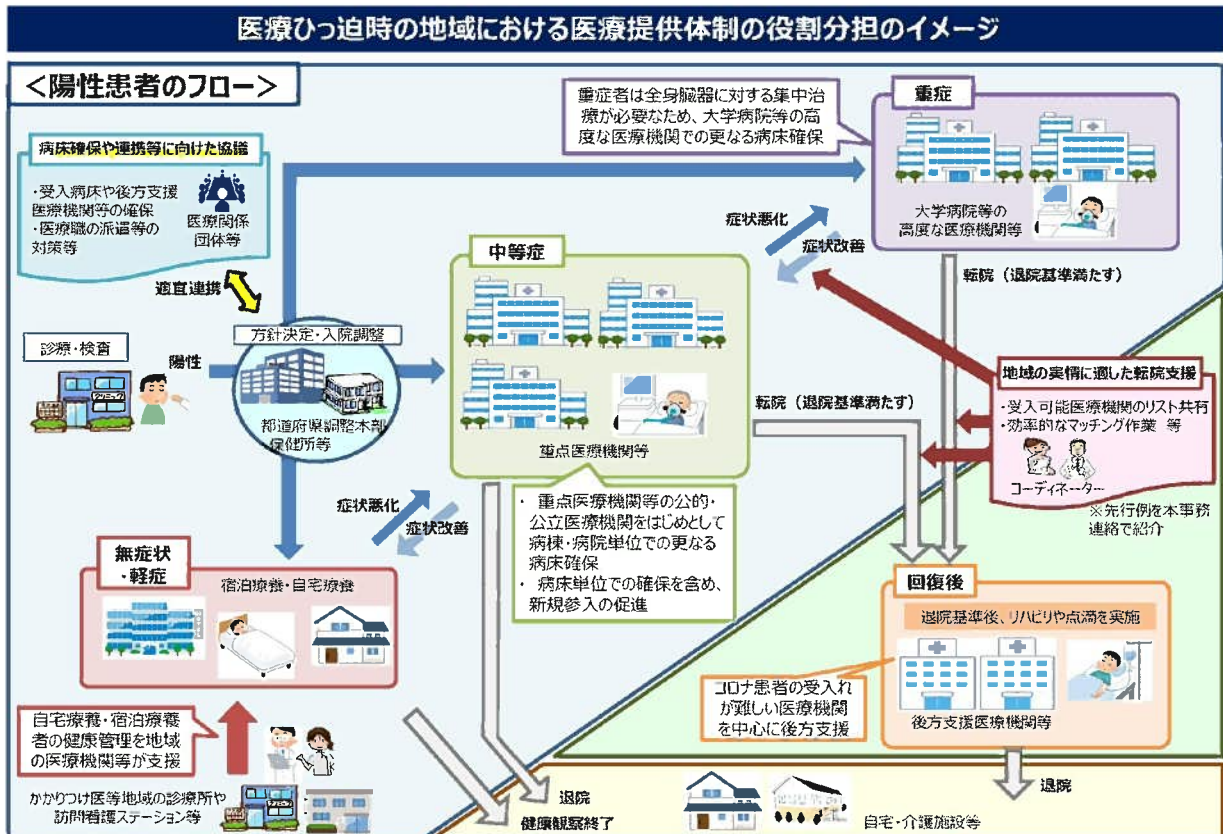 医療ひっ迫時の地域における医療提供体制の役割分担のイメージ
＜陽性患者のフロー＞
病床確保や連携等に向けた協議
・受入病床や後方支援
医療機関等の確保
・医療職の派遣等の
対策等
医療関係
団体等
適宜連携
診療・検査
クリニック
陽性
方針決定・入院調整
都道府県調整本部
保健所等
重症者は全身臓器に対する集中治
療が必要なため、大学病院等の高
度な医療機関での更なる病床確保
重症
大学病院等の
高度な医療機関等
症状悪化
症状改善
転院（退院基準満たす）
中等症
重点医療機関等
転院（退院基準満たす）
・ 重点医療機関等の公的・
公立医療機関をはじめとして
病棟・病院単位での更なる
病床確保
・ 病床単位での確保を含め、
新規参入の促進
地域の実情に適した転院支援
・受入可能医療機関のリスト共有
・効率的なマッチング作業 等
コーディネーター
※先行例を本事務
連絡で紹介
症状悪化
症状改善
無症状
・軽症
宿泊療養・自宅療養
自宅療養・宿泊療養
者の健康管理を地域
の医療機関等が支援
かかりつけ医等地域の診療所や
訪問看護ステーション等
回復後
退院基準後、リハビリや点滴を実施
後方支援医療機関等
コロナ患者の受入れ
が難しい医療機関
を中心に後方支援
退院
退院
健康観察終了
自宅・介護施設等